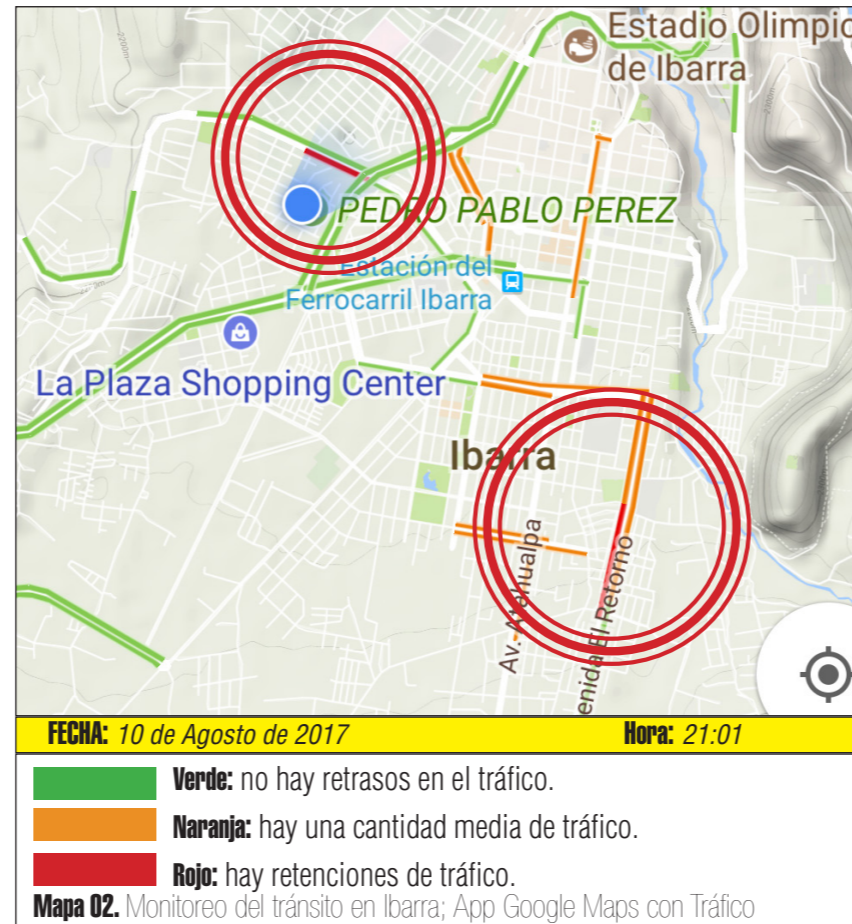 Estadio Olimpic
de Ibarra
PEDRO PABLO PEREZ
Estación del
Ferrocarril Ibarra
La Plaza Shopping Center
Ibarra
Av. Atahualpa
enida El Retorno
FECHA: 10 de Agosto de 2017 Hora: 21:01
Verde: no hay retrasos en el tráfico.
Naranja: hay una cantidad media de tráfico.
Rojo: hay retenciones de tráfico.
Mapa 02. Monitoreo del tránsito en Ibarra; App Google Maps con Tráfico